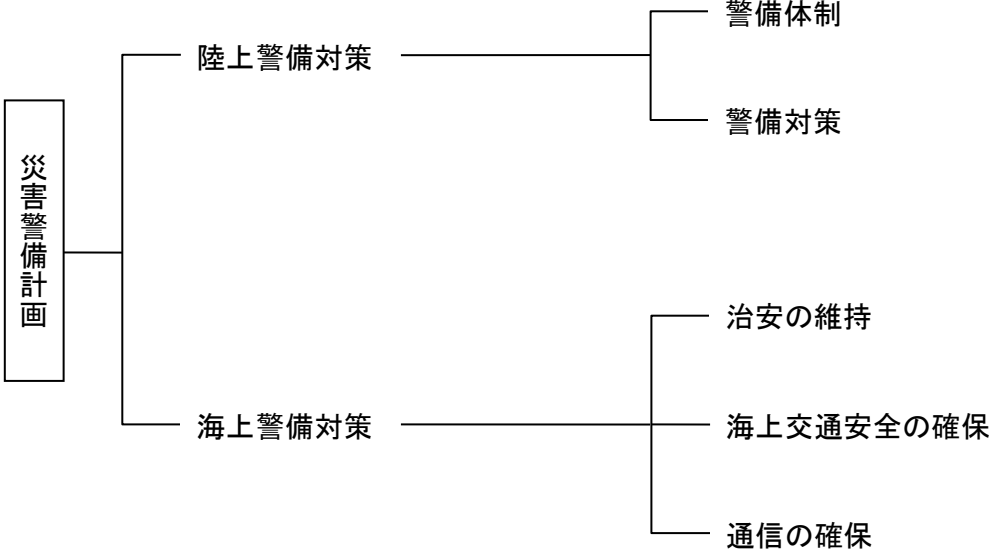 災害警備計画
陸上警備対策
警備体制
警備対策
海上警備対策
治安の維持
海上交通安全の確保
通信の確保